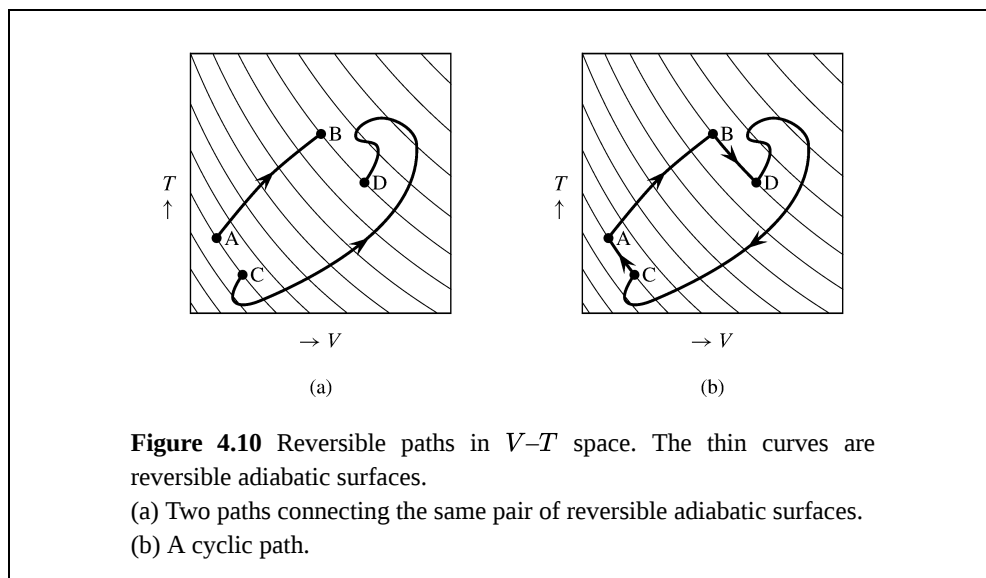 B
D
A
C
T
↑
→ V
(a)
B
D
A
C
T
↑
→ V
(b)
Figure 4.10 Reversible paths in V–T space. The thin curves are
reversible adiabatic surfaces.
(a) Two paths connecting the same pair of reversible adiabatic surfaces.
(b) A cyclic path.